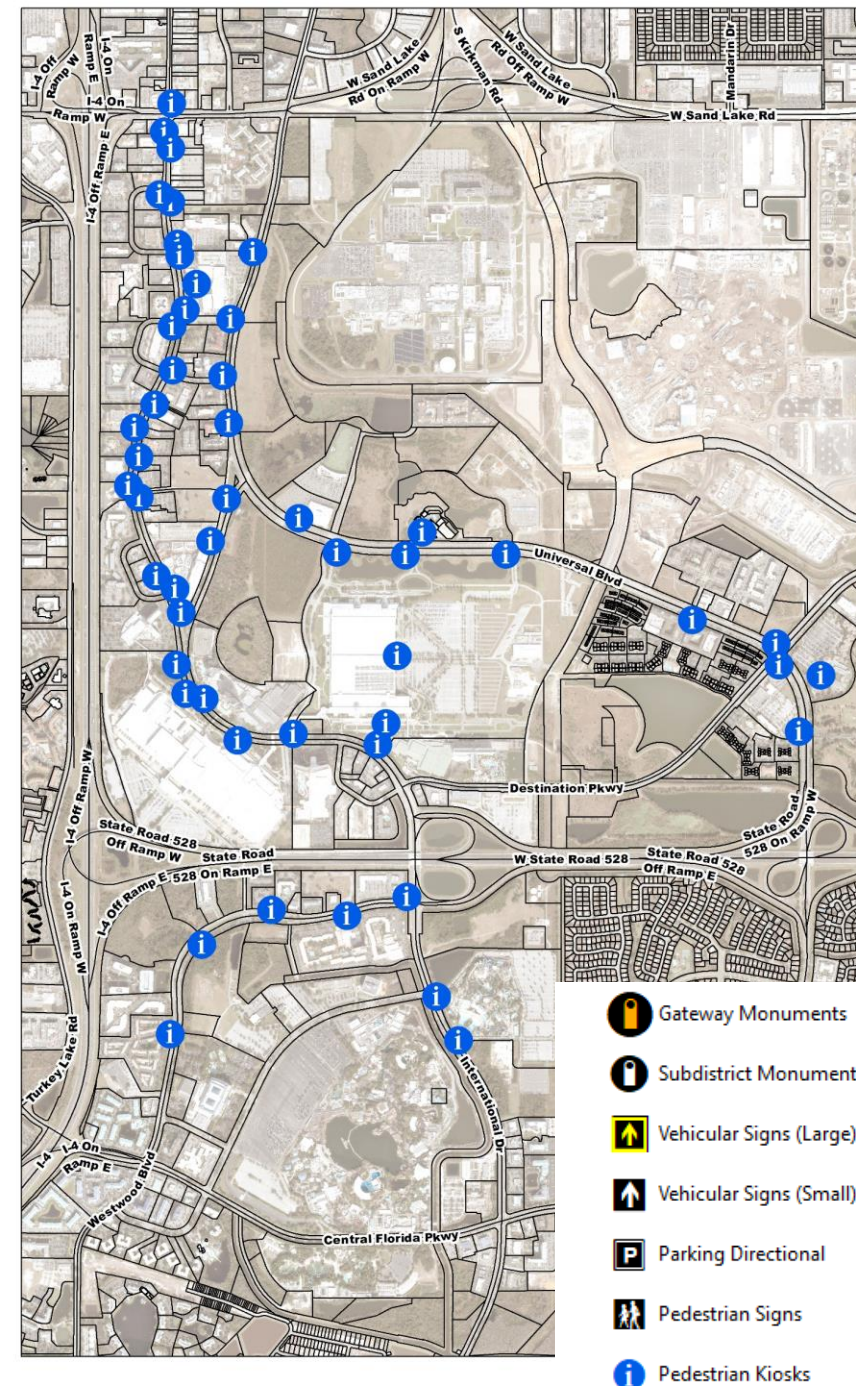 I-4 Off
Ramp W
I-4 On
Ramp E
I-4 On
Ramp W
I-4 Off Ramp E
W Sand Lake
Rd On Ramp W
S Kirkman Rd
W Sand Lake
Rd Off Ramp W
Mandarin Dr
W Sand Lake Rd
Universal Blvd
Destination Pkwy
I-4 Off Ramp W
State Road 528
Off Ramp W
State Road
528 On Ramp E
I-4 Off Ramp E
I-4 On Ramp W
W State Road 528
State Road 528
Off Ramp E
State Road
528 On Ramp W
Turkey Lake Rd
International Dr
I-4
I-4 On
Ramp E
Westwood Blvd
Central Florida Pkwy
Gateway Monuments
Subdistrict Monument
Vehicular Signs (Large)
Vehicular Signs (Small)
P Parking Directional
Pedestrian Signs
i Pedestrian Kiosks